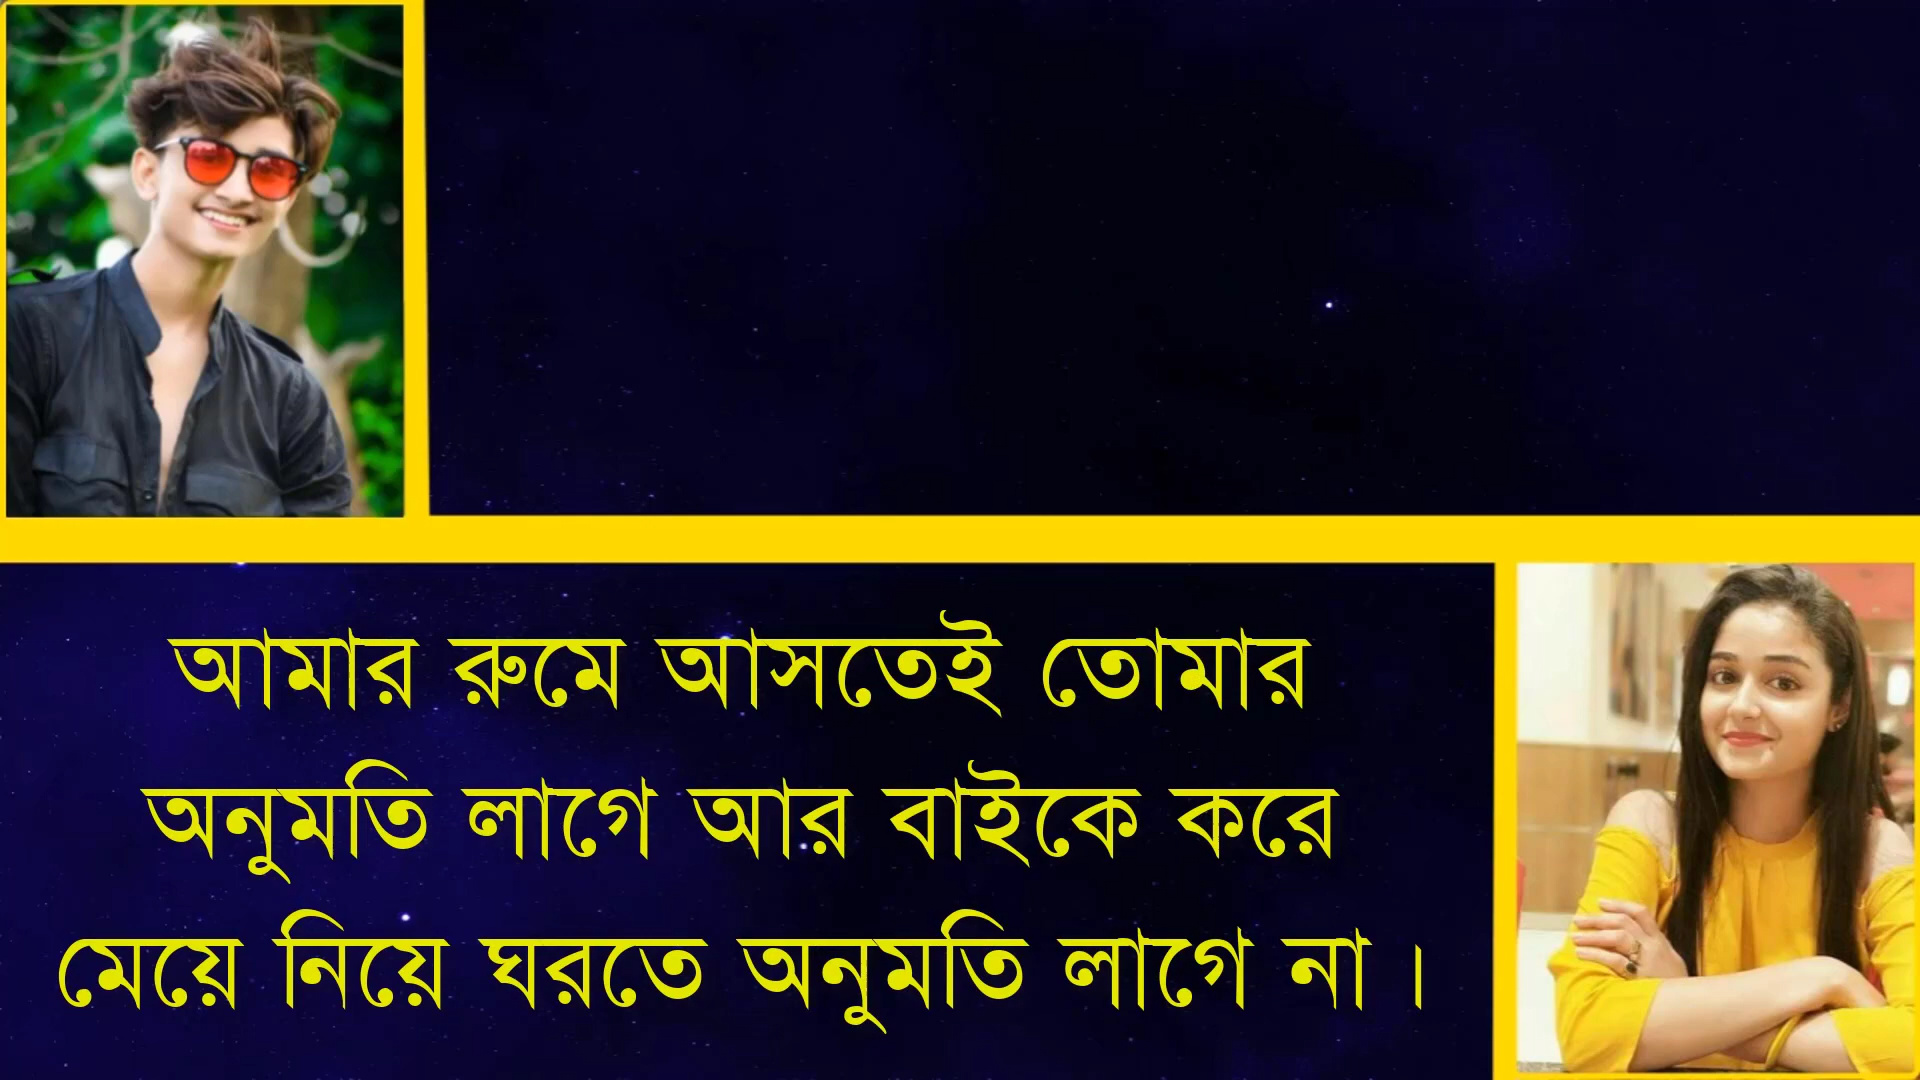 আমার রুমে আসতেই তোমার
অনুমতি লাগে আর বাইকে করে
মেয়ে নিয়ে ঘরতে অনুমতি লাগে না।